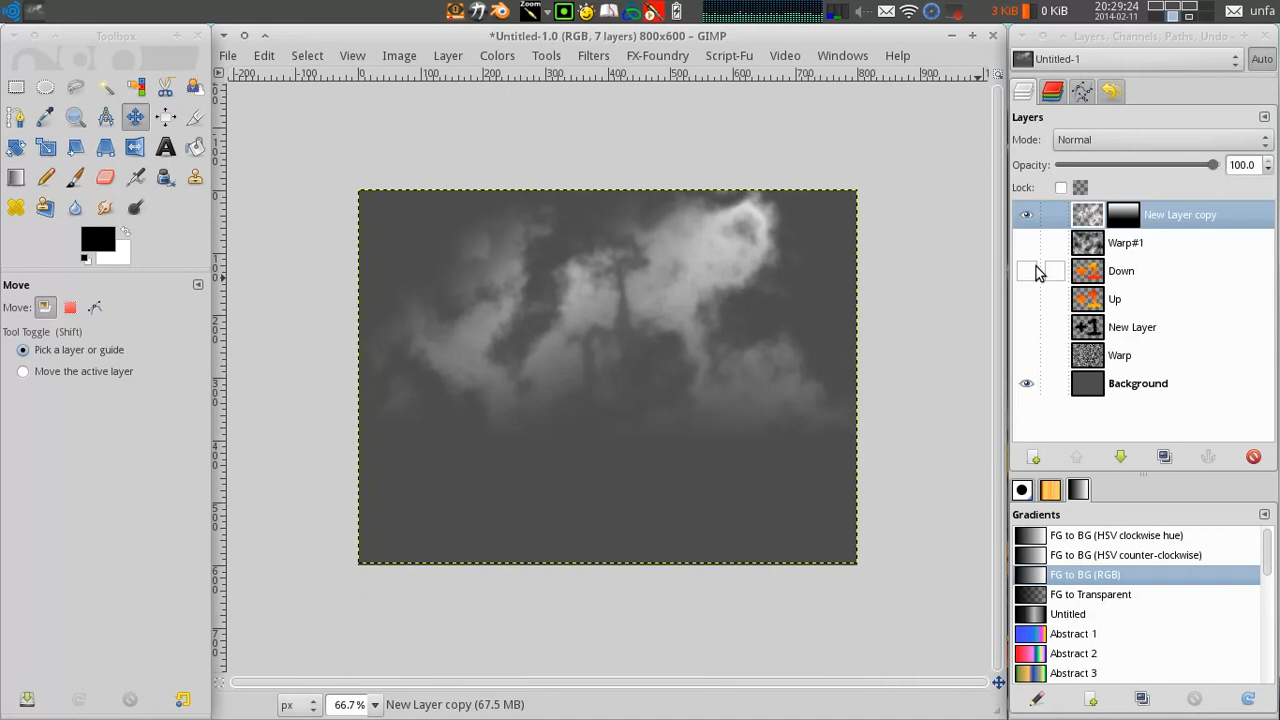 Zoom
3 KiB
0 KiB
20:29:24
2014-02-11
Toolbox
*Untitled-1.0 (RGB, 7 layers) 800x600 – GIMP
Layers, Channels, Paths, Undo -
File Edit Select View Image Layer Colors Tools Filters FX-Foundry Script-Fu Video Windows Help
Untitled-1
Auto
Layers
Mode: Normal
Opacity: 100.0
Lock:
New Layer copy
Warp#1
Down
Up
New Layer
Warp
Background
Move
Move:
Tool Toggle (Shift)
Pick a layer or guide
Move the active layer
Gradients
FG to BG (HSV clockwise hue)
FG to BG (HSV counter-clockwise)
FG to BG (RGB)
FG to Transparent
Untitled
Abstract 1
Abstract 2
Abstract 3
px 66.7% New Layer copy (67.5 MB)